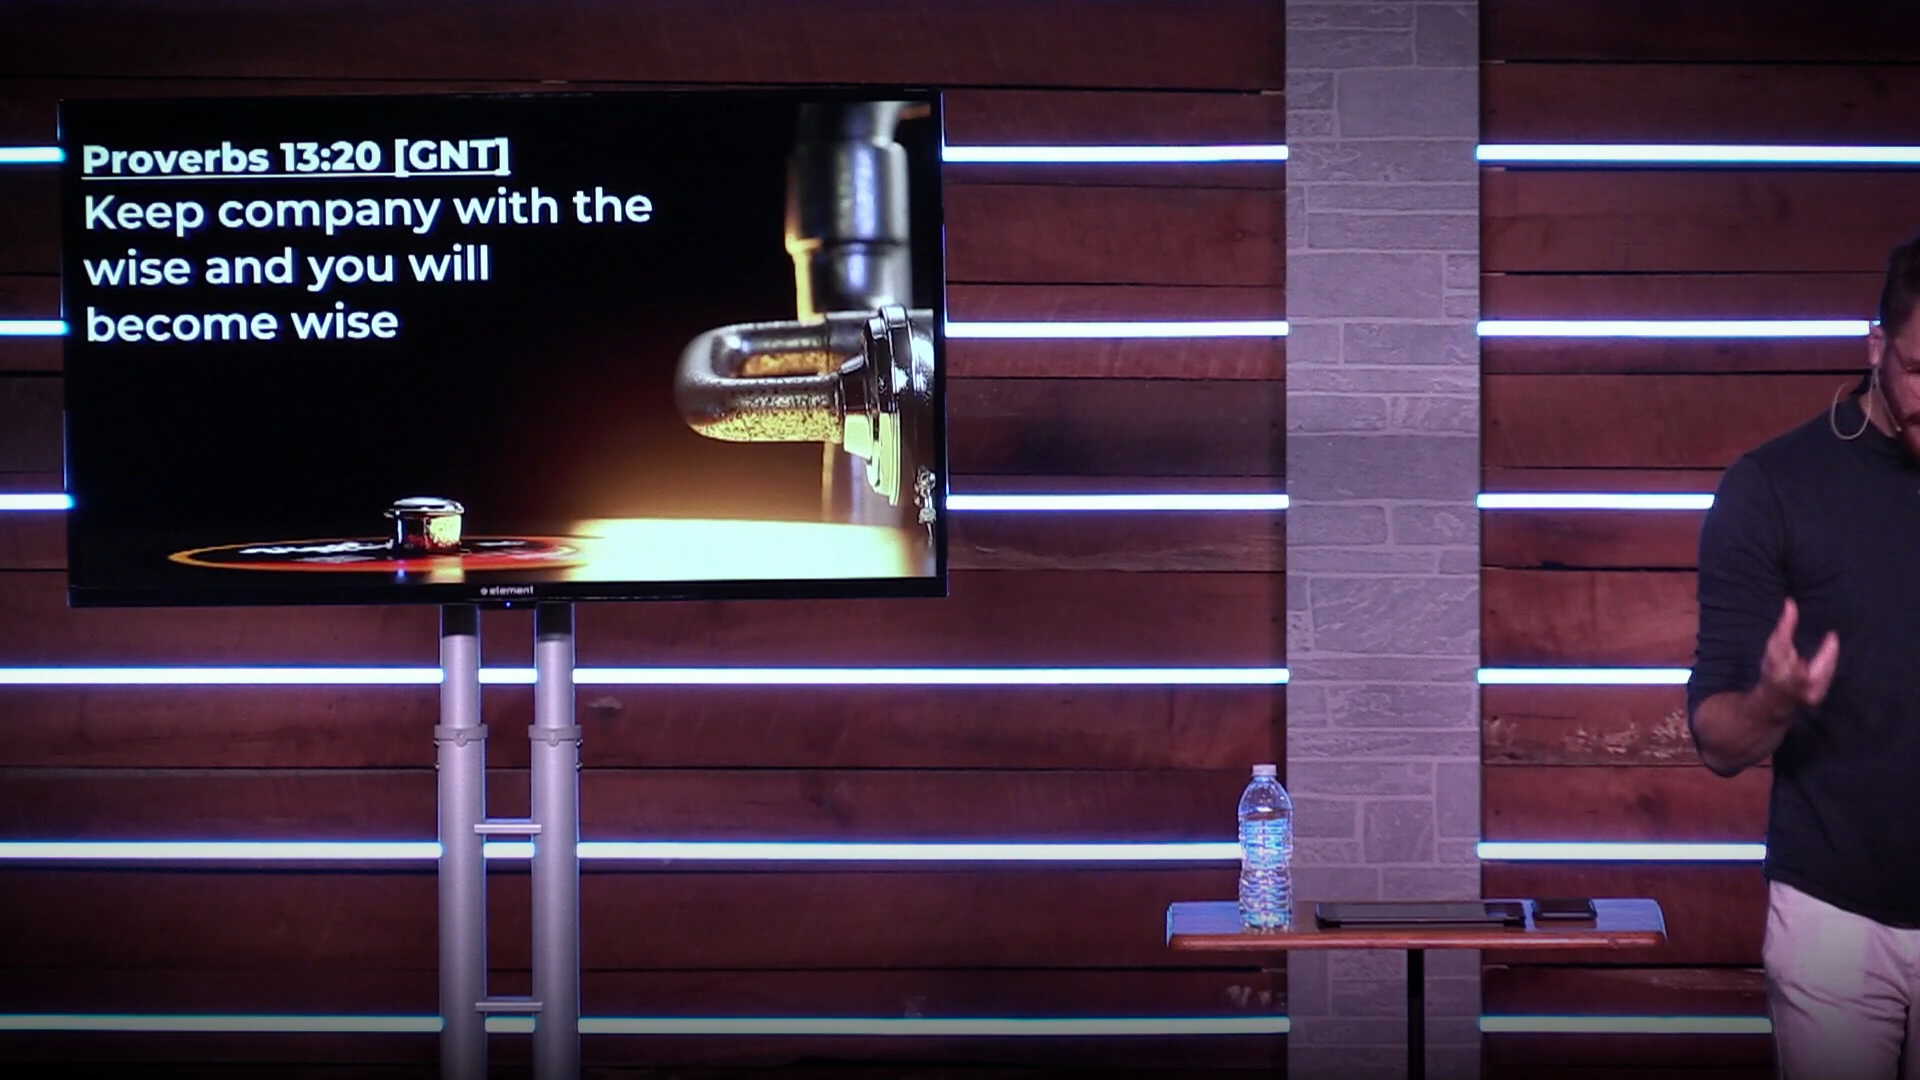 Proverbs 13:20 [GNT]
Keep company with the
wise and you will
become wise
element